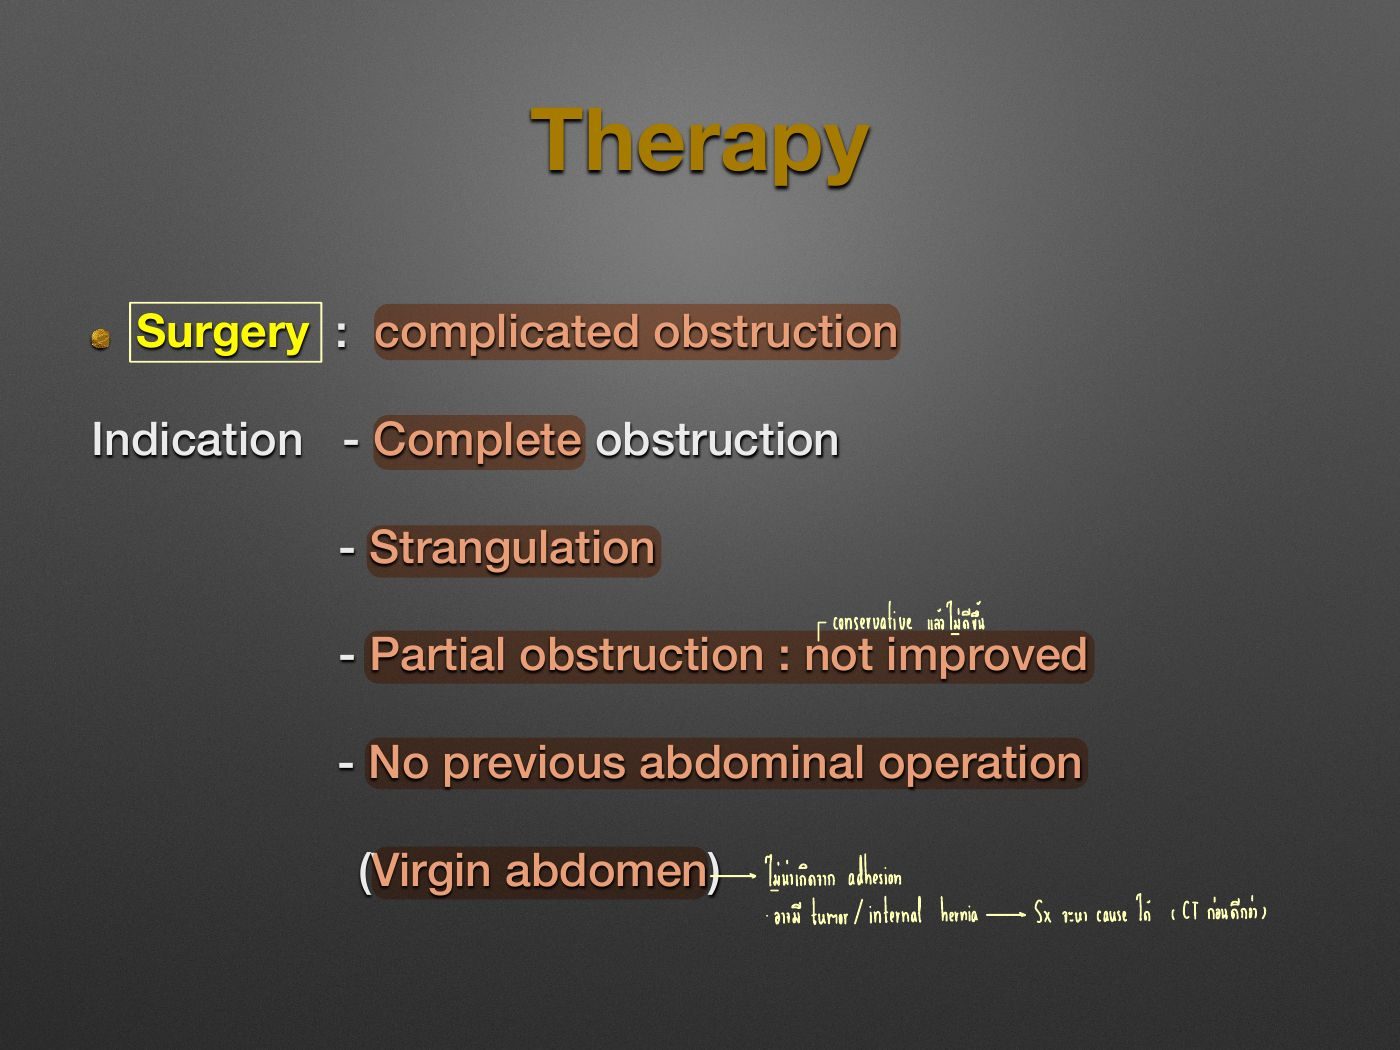 Therapy
Surgery : complicated obstruction
Indication - Complete obstruction
- Strangulation
conservative แล้วไม่ดีขึ้น
- Partial obstruction : not improved
- No previous abdominal operation
(Virgin abdomen)
ไม่น่าเกิดจาก adhesion
· อาจมี tumor / internal hernia → Sx จะหา cause ได้ (CT ก่อนดีกว่า)